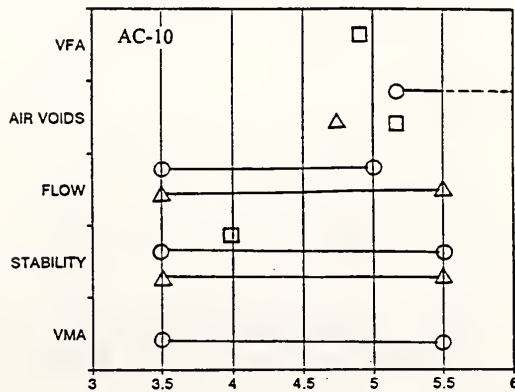 AC-10
VFA
AIR VOIDS
FLOW
STABILITY
VMA
3 3.5 4 4.5 5 5.5 6